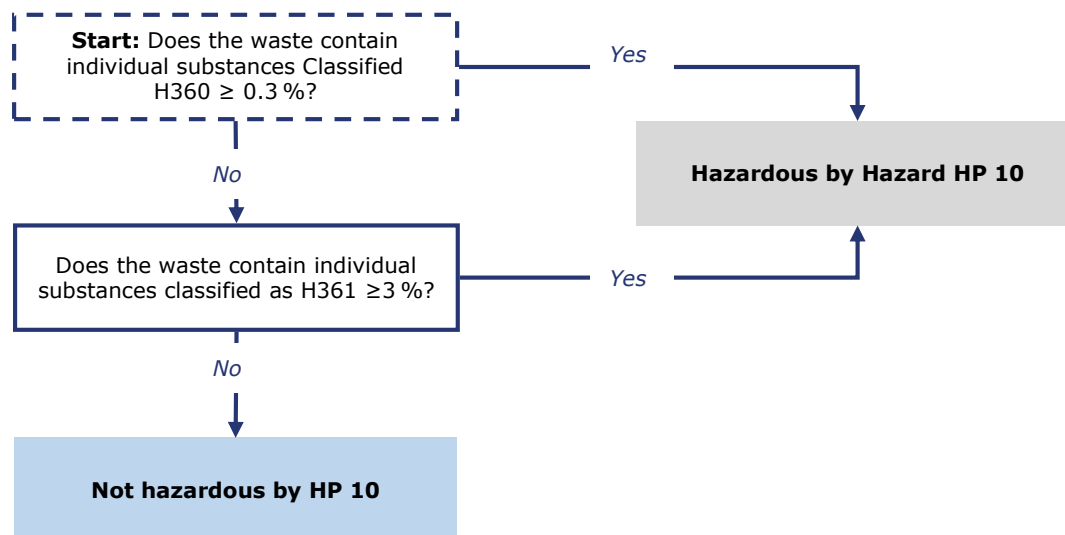 Start: Does the waste contain
individual substances Classified
H360 ≥ 0.3 %?
Yes
Hazardous by Hazard HP 10
No
Does the waste contain individual
substances classified as H361 ≥3 %?
Yes
No
Not hazardous by HP 10